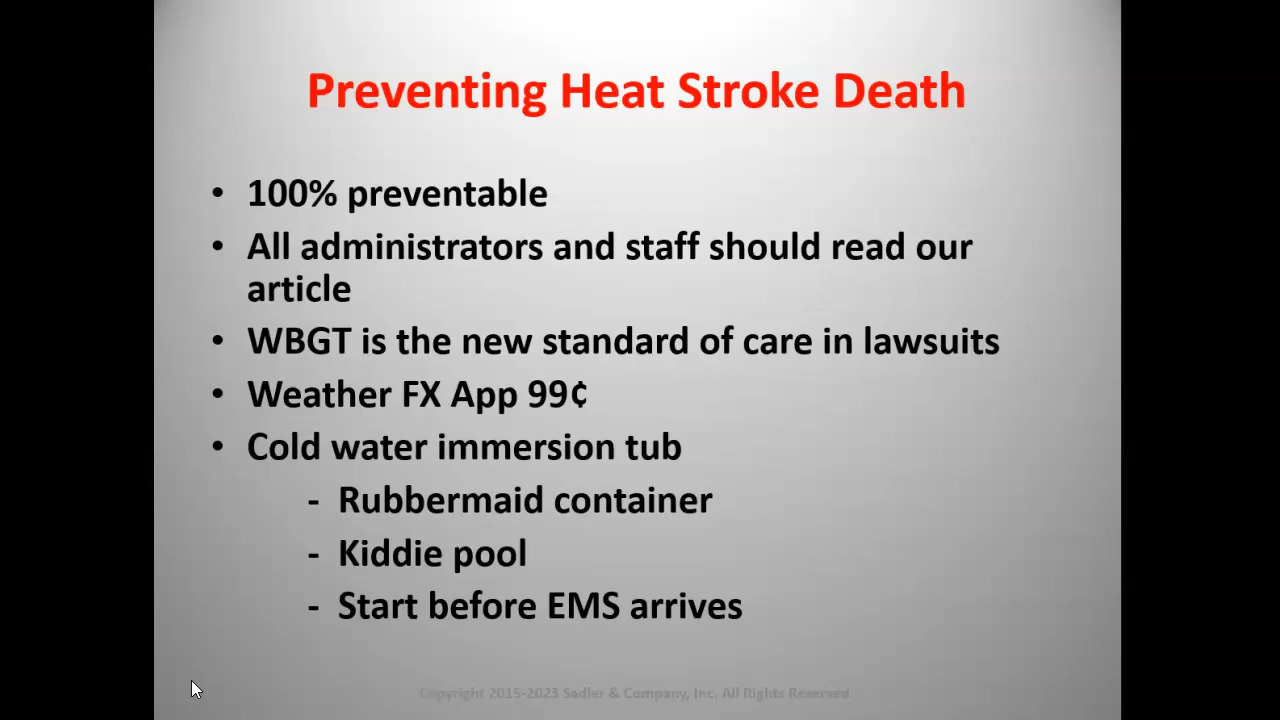 Preventing Heat Stroke Death
• 100% preventable
• All administrators and staff should read our
article
• WBGT is the new standard of care in lawsuits
• Weather FX App 99¢
• Cold water immersion tub
- Rubbermaid container
- Kiddie pool
- Start before EMS arrives
Copyright 2015-2023 Sadler & Company, Inc. All Rights Reserved